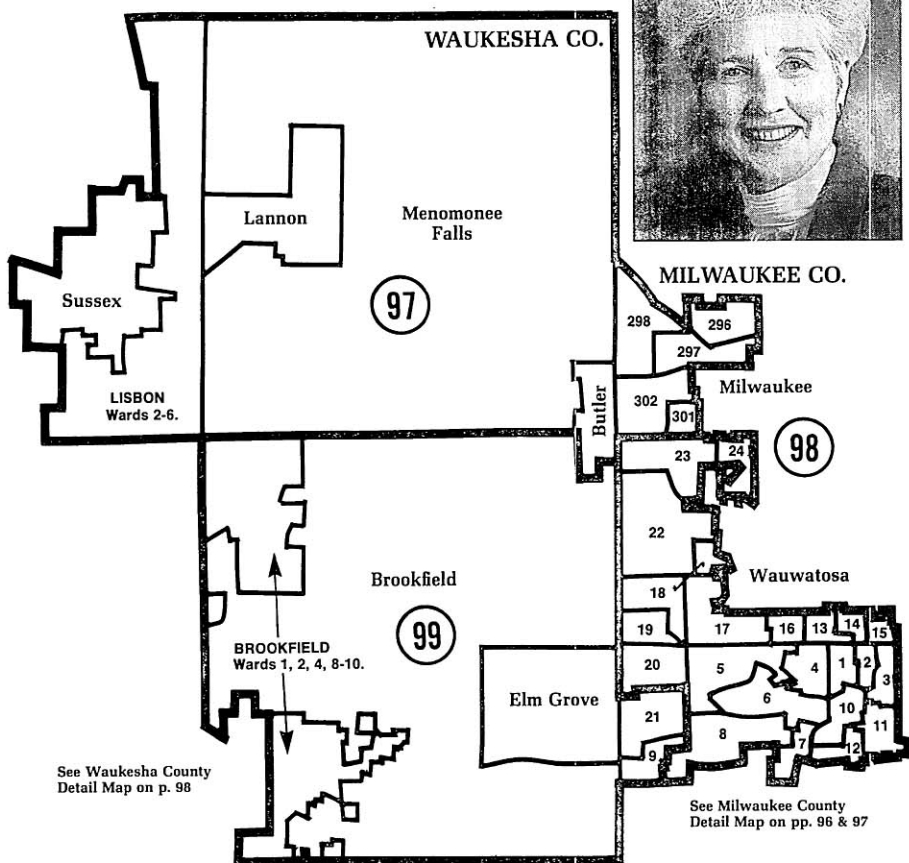 WAUKESHA CO.
Lannon
Menomonee
Falls
Sussex
97
MILWAUKEE CO.
298
296
297
LISBON
Wards 2-6.
Butler
302
301
Milwaukee
98
23
24
22
Brookfield
Wauwatosa
99
18
17
16
13
14
15
19
BROOKFIELD
Wards 1, 2, 4, 8-10.
20
5
4
1
2
3
6
Elm Grove
21
10
11
8
7
12
9
See Waukesha County
Detail Map on p. 98
See Milwaukee County
Detail Map on pp. 96 & 97